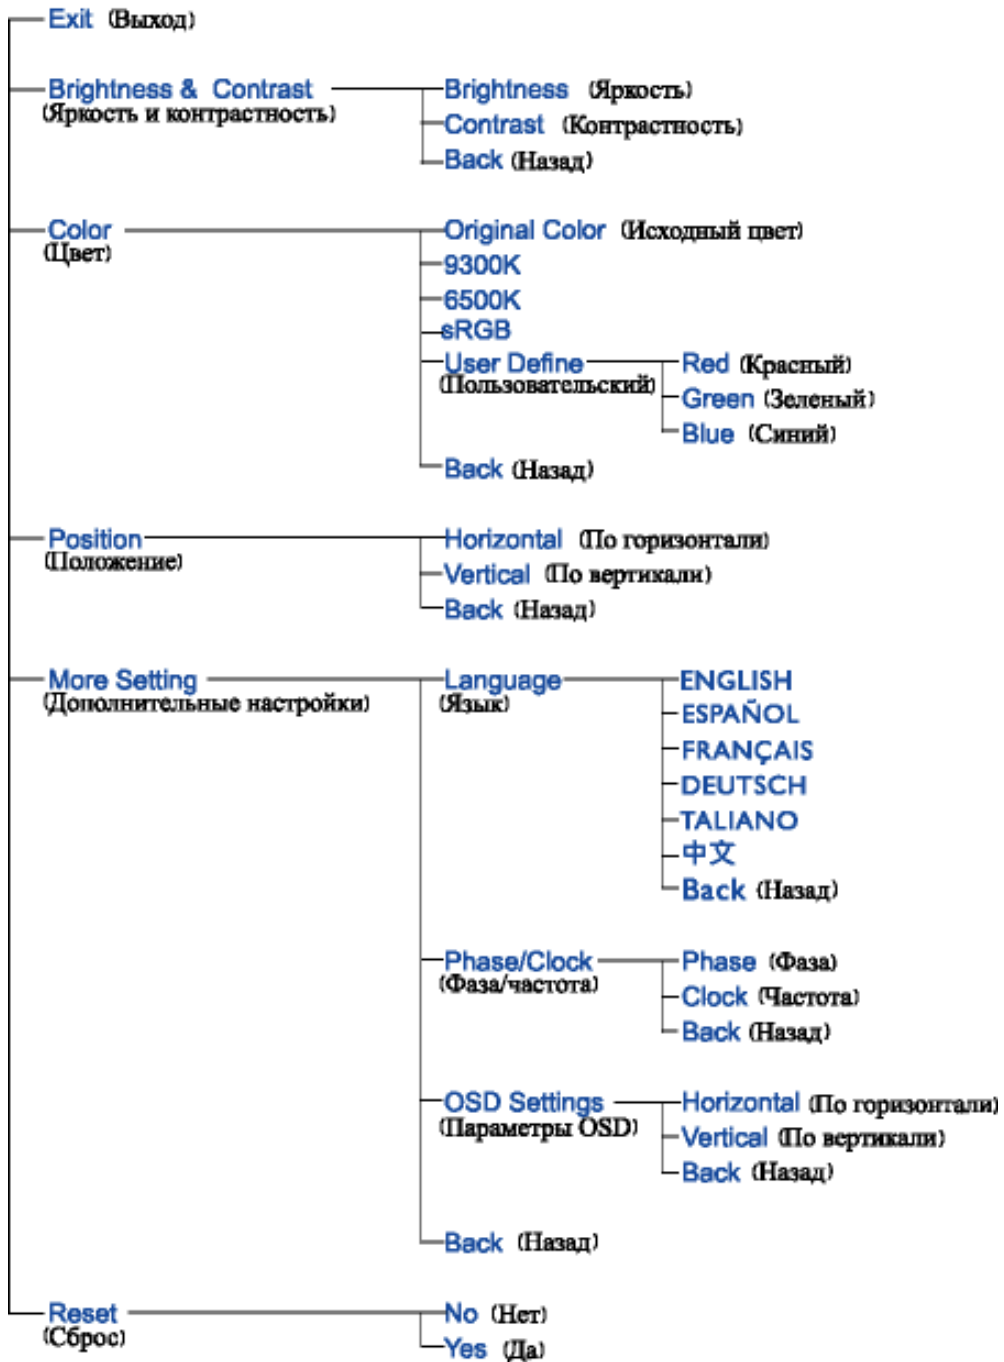 Exit (Выход)
Brightness & Contrast
(Яркость и контрастность)
Brightness (Яркость)
Contrast (Контрастность)
Back (Назад)
Color
(Цвет)
Original Color (Исходный цвет)
9300K
6500K
sRGB
User Define
(Пользовательский)
Red (Красный)
Green (Зеленый)
Blue (Синий)
Back (Назад)
Position
(Положение)
Horizontal (По горизонтали)
Vertical (По вертикали)
Back (Назад)
More Setting
(Дополнительные настройки)
Language
(Язык)
ENGLISH
ESPAÑOL
FRANÇAIS
DEUTSCH
TALIANO
中文
Back (Назад)
Phase/Clock
(Фаза/частота)
Phase (Фаза)
Clock (Частота)
Back (Назад)
OSD Settings
(Параметры OSD)
Horizontal (По горизонтали)
Vertical (По вертикали)
Back (Назад)
Back (Назад)
Reset
(Сброс)
No (Нет)
Yes (Да)